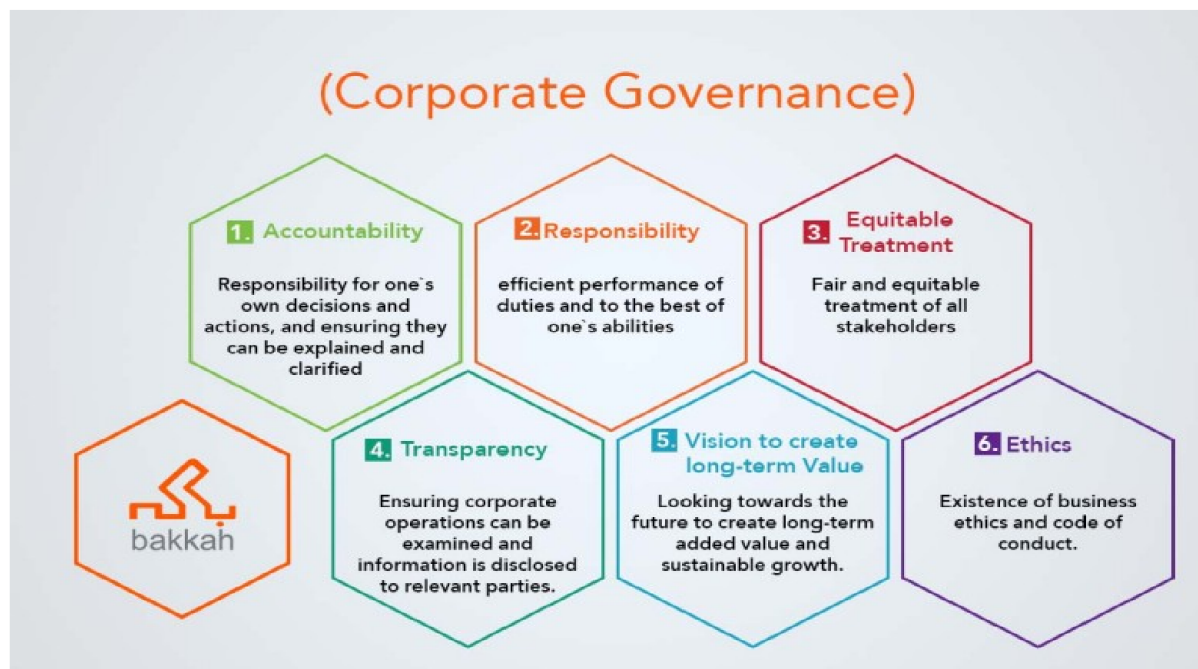 (Corporate Governance)
1. Accountability
Responsibility for one`s
own decisions and
actions, and ensuring they
can be explained and
clarified
2. Responsibility
efficient performance of
duties and to the best of
one`s abilities
3. Equitable
Treatment
Fair and equitable
treatment of all
stakeholders
4. Transparency
Ensuring corporate
operations can be
examined and
information is disclosed
to relevant parties.
5. Vision to create
long-term Value
Looking towards the
future to create long-term
added value and
sustainable growth.
6. Ethics
Existence of business
ethics and code of
conduct.
بكه
bakkah